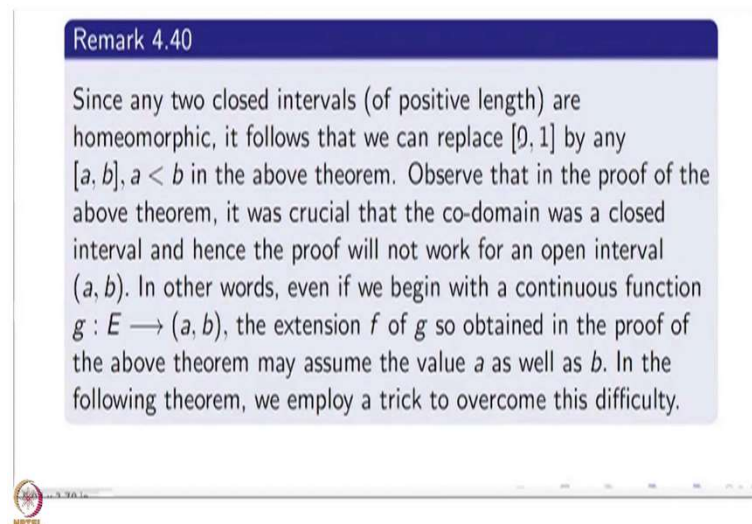 Remark 4.40
Since any two closed intervals (of positive length) are
homeomorphic, it follows that we can replace [0, 1] by any
[a, b], a < b in the above theorem. Observe that in the proof of the
above theorem, it was crucial that the co-domain was a closed
interval and hence the proof will not work for an open interval
(a, b). In other words, even if we begin with a continuous function
g : E ⟶ (a, b), the extension f of g so obtained in the proof of
the above theorem may assume the value a as well as b. In the
following theorem, we employ a trick to overcome this difficulty.
NPTEL